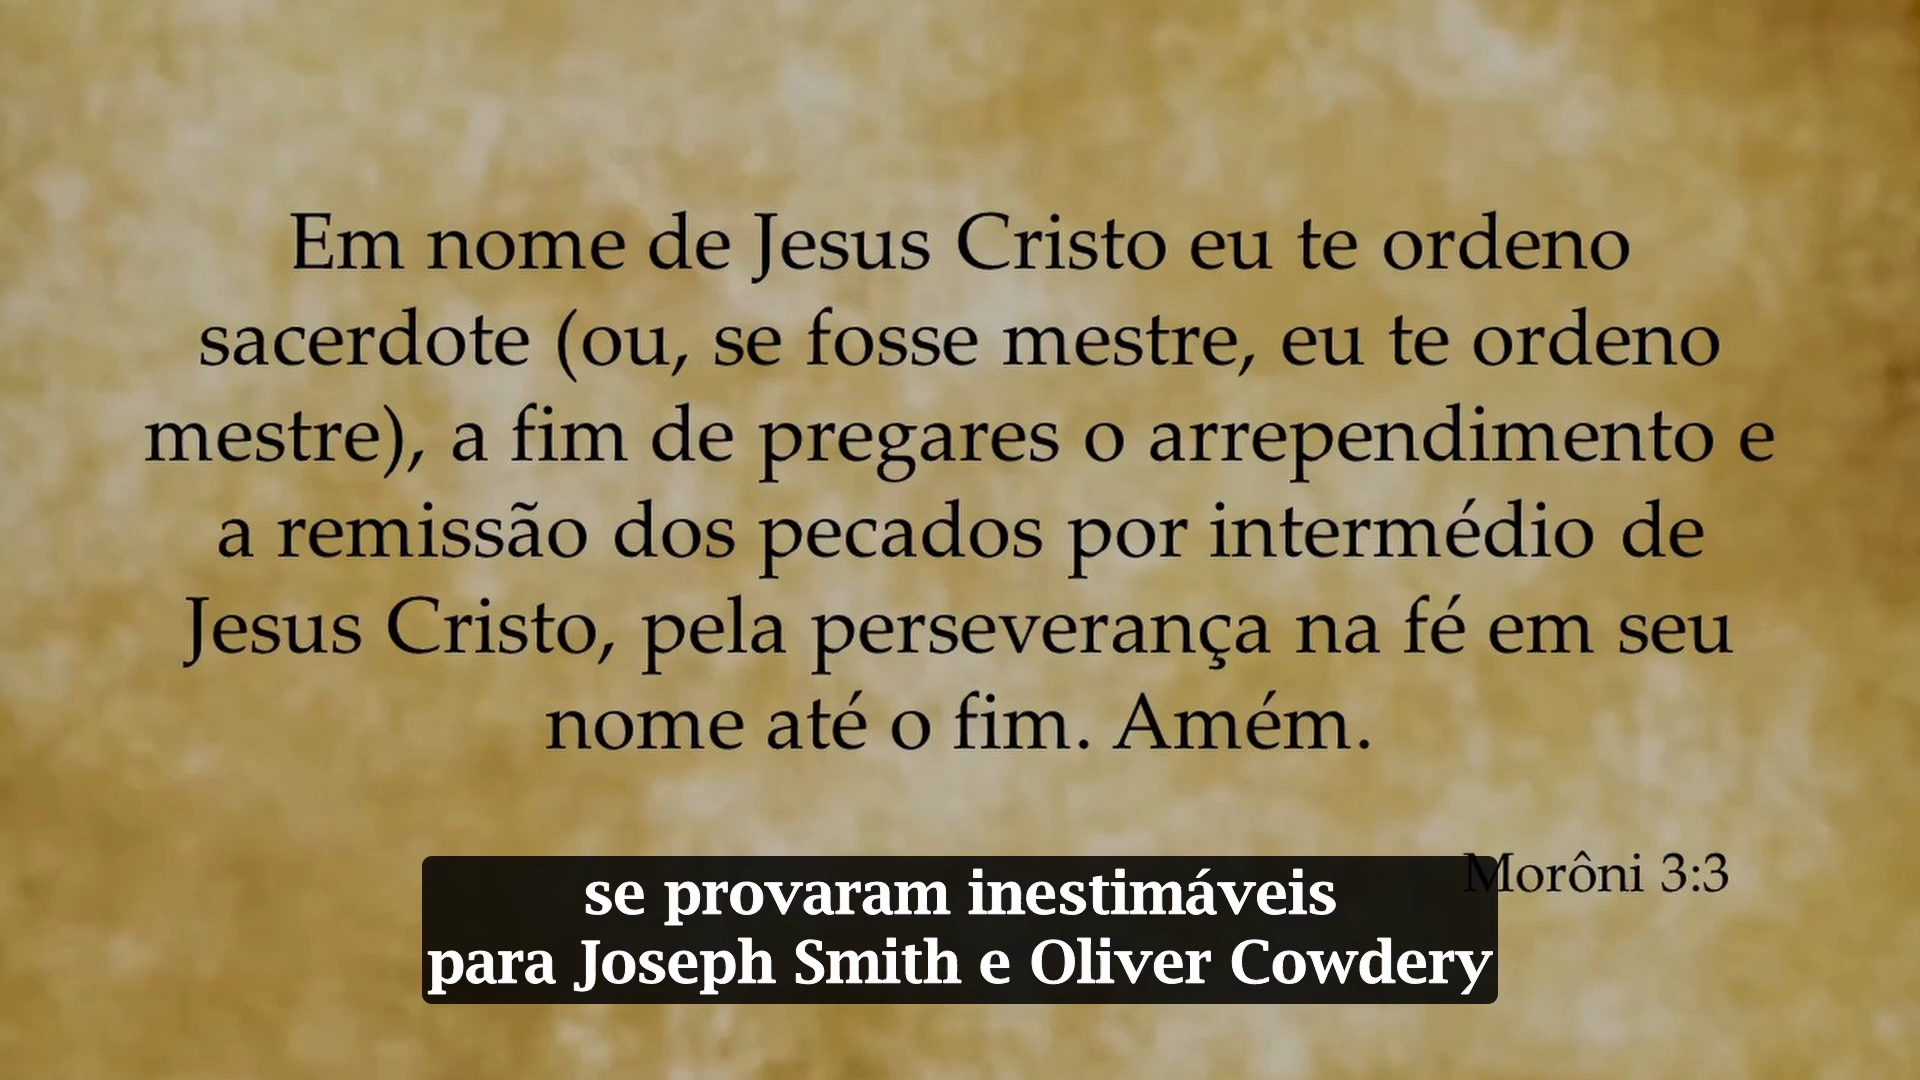 Em nome de Jesus Cristo eu te ordeno
sacerdote (ou, se fosse mestre, eu te ordeno
mestre), a fim de pregares o arrependimento e
a remissão dos pecados por intermédio de
Jesus Cristo, pela perseverança na fé em seu
nome até o fim. Amém.
Morôni 3:3
se provaram inestimáveis
para Joseph Smith e Oliver Cowdery